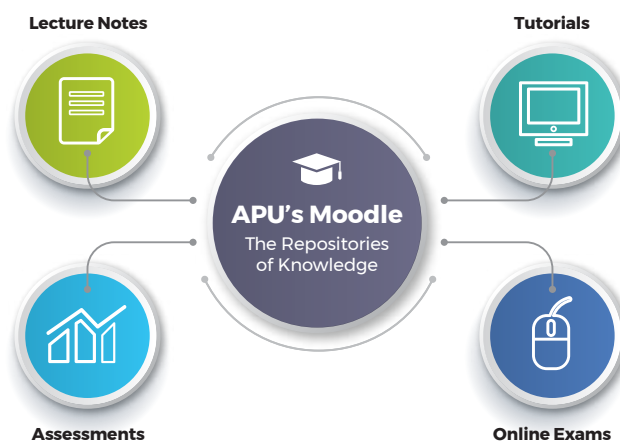 Lecture Notes
Tutorials
APU's Moodle
The Repositories
of Knowledge
Assessments
Online Exams